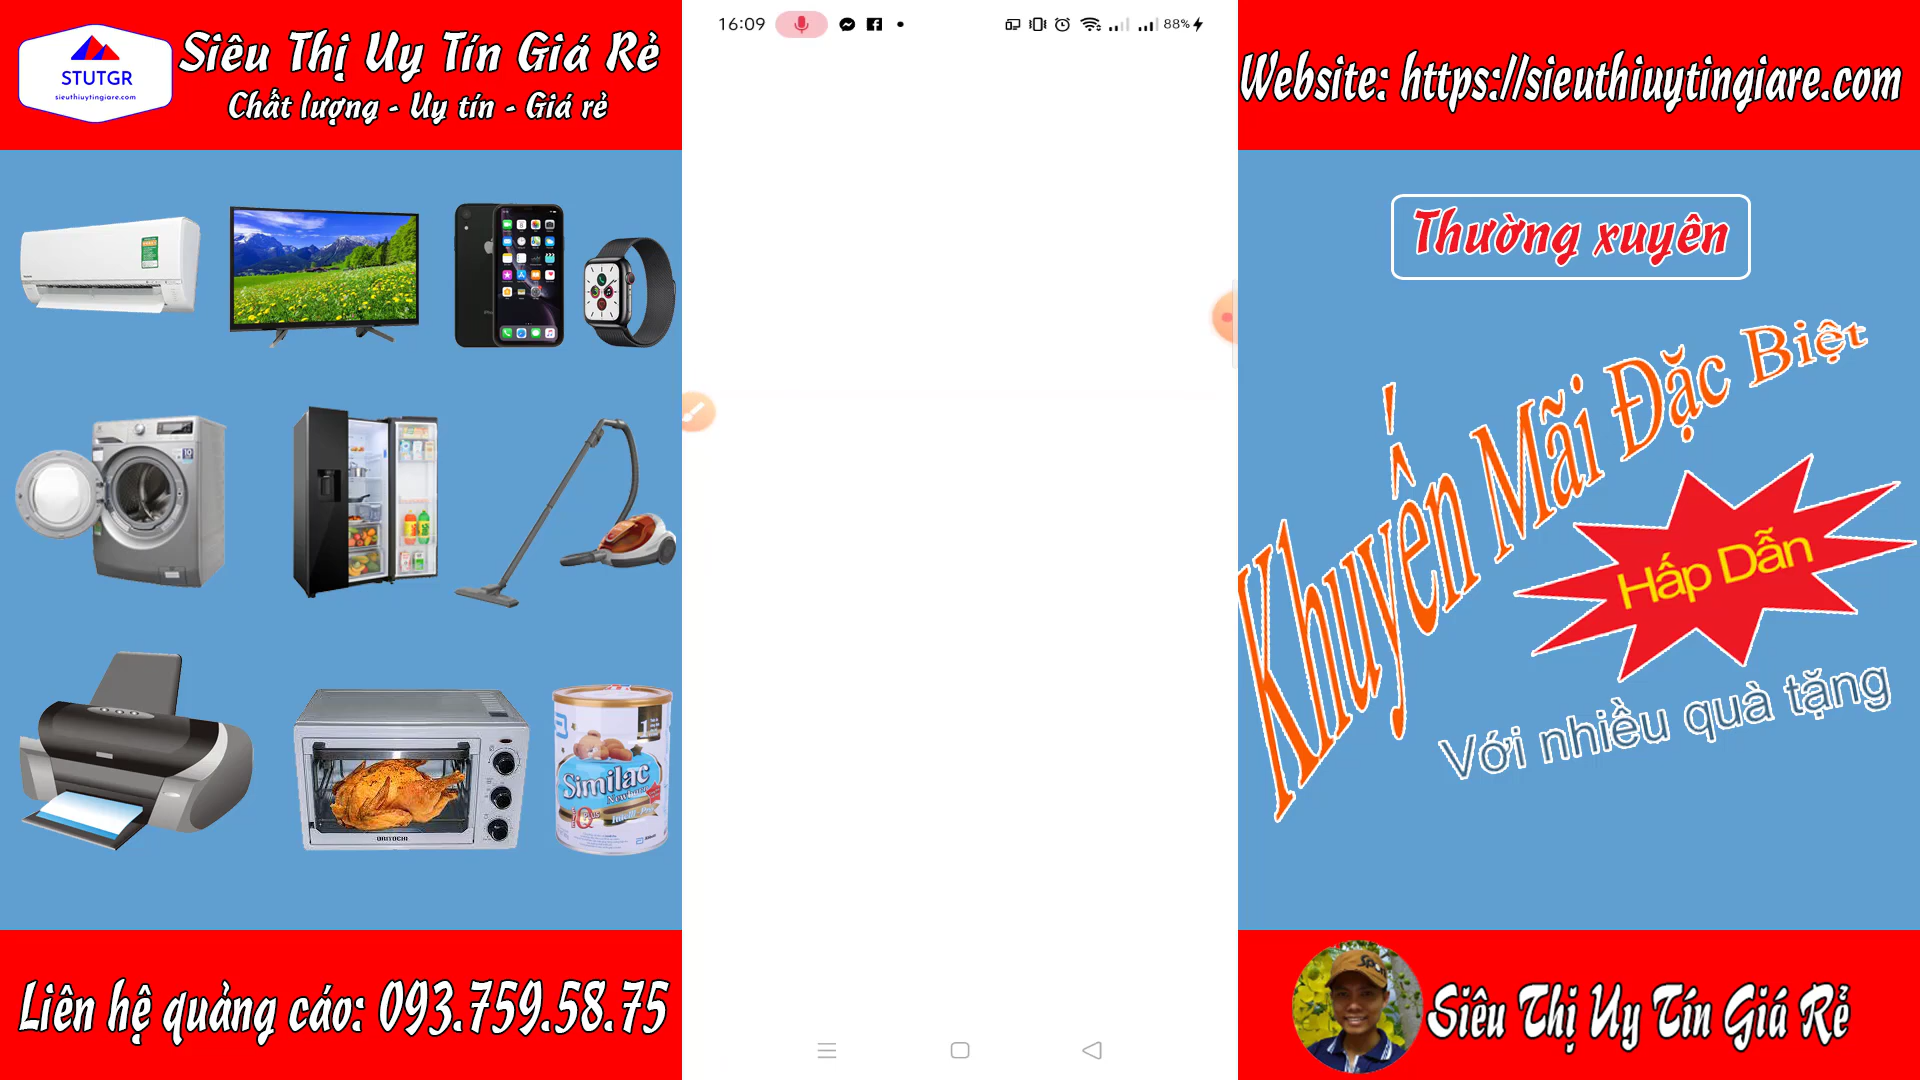 STUTGR
sieuthiuytingiare.com
Siêu Thị Uy Tín Giá Rẻ
Chất lượng - Uy tín - Giá rẻ
16:09
88%
Website: https://sieuthiuytingiare.com
Thường xuyên
Khuyến Mãi Đặc Biệt
Hấp Dẫn
Với nhiều quà tặng
Similac
Liên hệ quảng cáo: 093.759.58.75
Siêu Thị Uy Tín Giá Rẻ